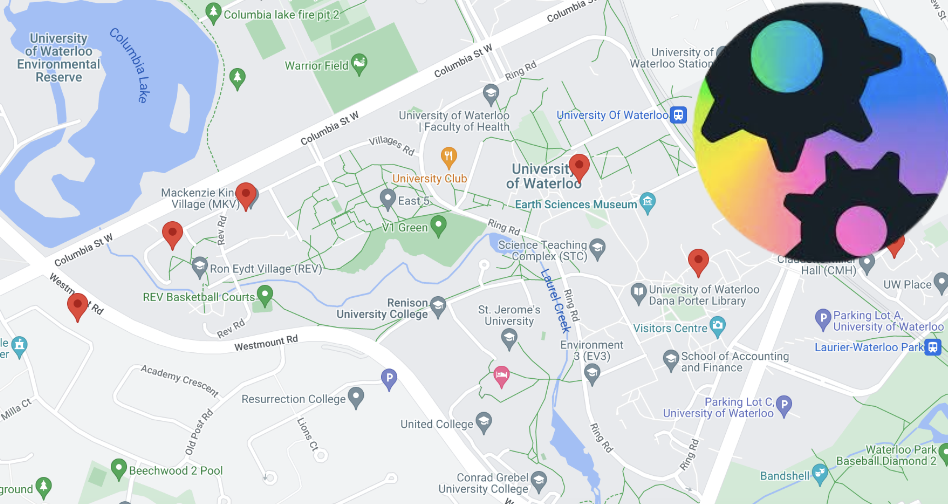 Columbia lake fire pit 2
University
of Waterloo
Environmental
Reserve
Columbia Lake
Warrior Field
Columbia St W
Columbia St W
Columbia St W
Columbia St W
Ring Rd
University of
Waterloo Station
University of Waterloo
| Faculty of Health
University Of Waterloo
Villages Rd
University Club
University
of Waterloo
Mackenzie King
Village (MKV)
East 5
Earth Sciences Museum
Rev Rd
V1 Green
Ring Rd
Science Teaching
Complex (STC)
Hall (CMH)
Ron Eydt Village (REV)
UW Place
Westmount Rd
REV Basketball Courts
Laurel Creek
Ring Rd
University of Waterloo
Dana Porter Library
Renison
University College
St. Jerome's
University
Parking Lot A,
University of Waterloo
Rev Rd
Visitors Centre
Westmount Rd
Laurier-Waterloo Park
Environment
3 (EV3)
School of Accounting
and Finance
Academy Crescent
Resurrection College
Parking Lot C,
University of Waterloo
Milla Ct
Old Post Rd
Lions Ct
United College
Ring Rd
Ring Rd
Waterloo Park
Baseball Diamond 2
Beechwood 2 Pool
Bandshell
Conrad Grebel
University College